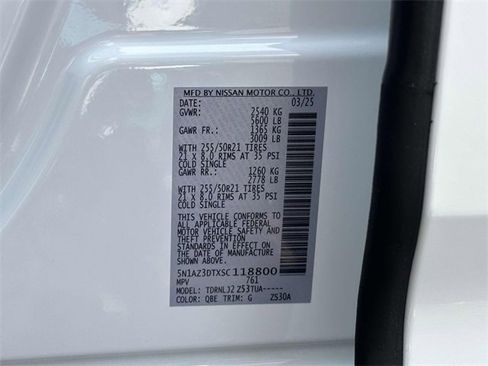 MFD BY NISSAN MOTOR CO., LTD.
DATE: 03/25
GVWR: 2540 KG
5600 LB
GAWR FR.: 1365 KG
3009 LB
WITH 255/50R21 TIRES
21 X 8.0 RIMS AT 35 PSI
COLD SINGLE
GAWR RR.: 1260 KG
2778 LB
WITH 255/50R21 TIRES
21 X 8.0 RIMS AT 35 PSI
COLD SINGLE
THIS VEHICLE CONFORMS TO
ALL APPLICABLE FEDERAL
MOTOR VEHICLE SAFETY
STANDARDS IN EFFECT ON THE
DATE OF MANUFACTURE SHOWN
ABOVE.
5N1AZ3DTXSC118800
MPV 761
MODEL: TDRNLJ2 Z53TUA-----
COLOR: QBE TRIM: G Z530A